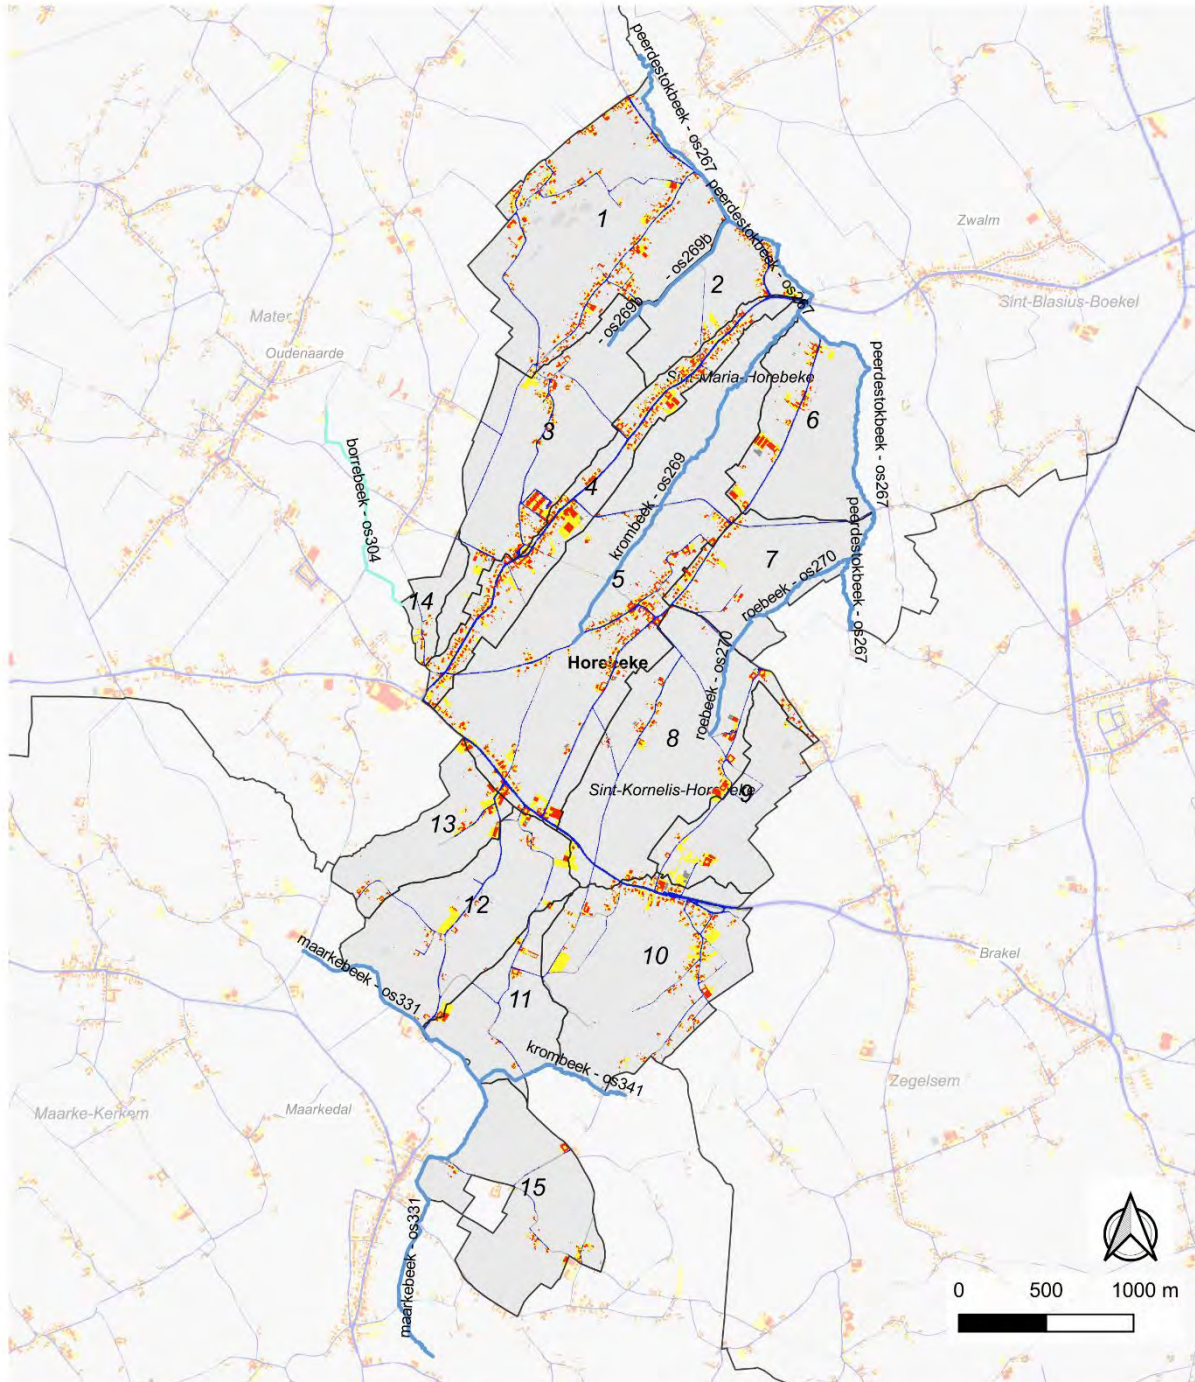 peerdestokbeek - os267
peerdestokbeek - os267
1
Zwalm
- os269b
2
- os269b
Sint-Blasius-Boekel
Mater
Oudenaarde
peerdestokbeek - os267
Sint-Maria-Horebeke
6
3
borrebeek - os304
krombeek - os269
4
peerdestokbeek - os267
7
5
roebeek - os270
14
Horebeke
roebeek - os270
8
Sint-Kornelis-Horebeke
9
13
12
maarkebeek - os331
10
Brakel
11
krombeek - os341
Zegelsem
Maarke-Kerkem
Maarkedal
15
maarkebeek - os331
0 500 1000 m